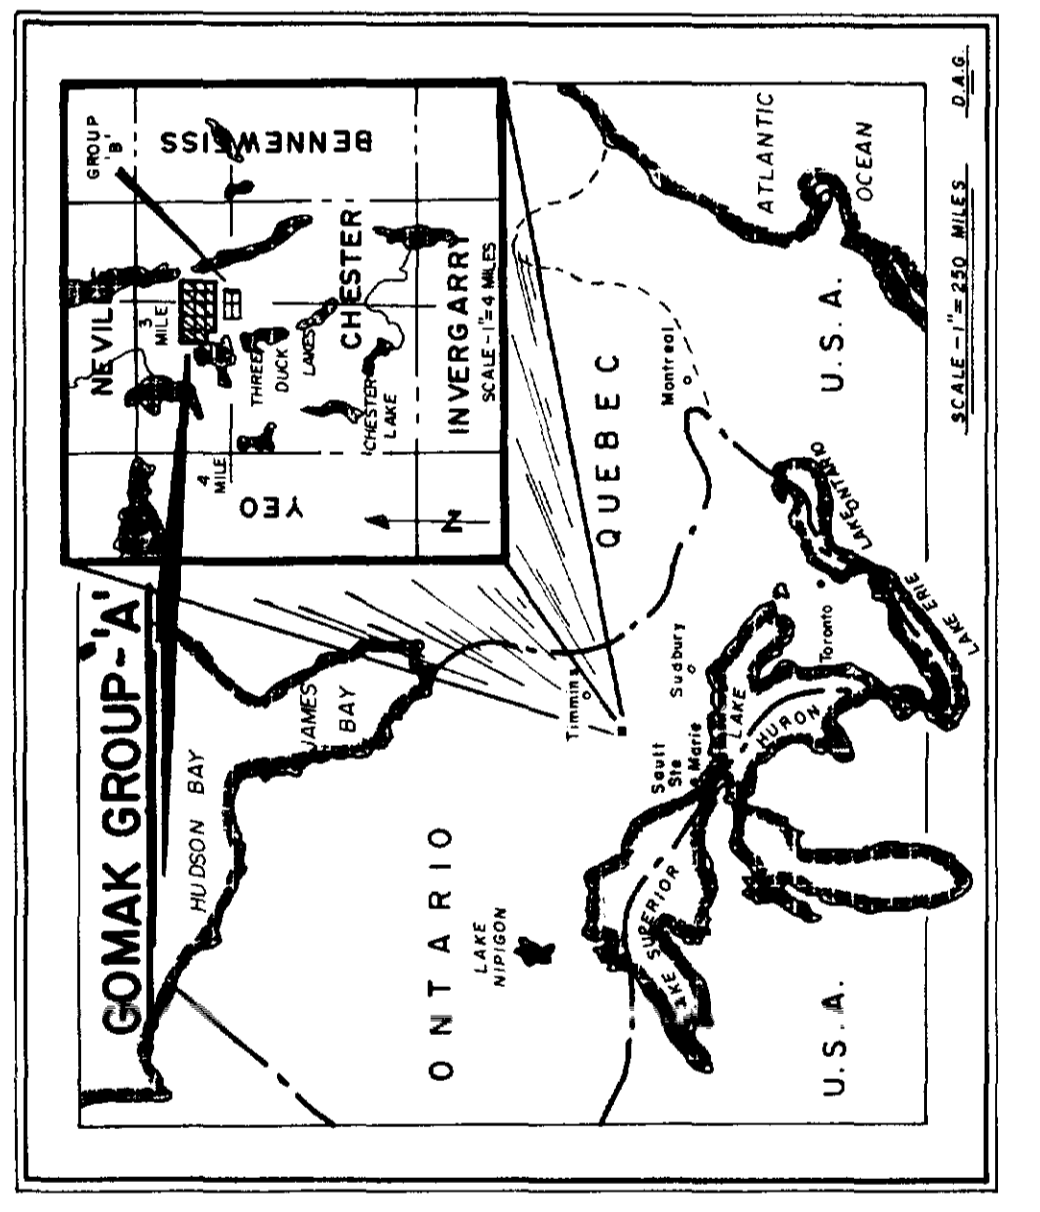 GOMAK GROUP-'A'
HUDSON BAY
JAMES
BAY
ONTARIO
LAKE
NIPIGON
Timmins
Sudbury
Sault
Ste
Marie
LAKE
HURON
LAKE SUPERIOR
Toronto
LAKE ONTARIO
LAKE ERIE
U.S.A.
QUEBEC
Montreal
U.S.A.
ATLANTIC
OCEAN
GROUP
'B'
NEVILLE
3
MILE
4
MILE
YEO
BENNEWEISS
THREE
DUCK
LAKES
CHESTER
CHESTER
LAKE
INVERGARRY
SCALE-1"=4 MILES
N
SCALE-1"=250 MILES
D.A.G.